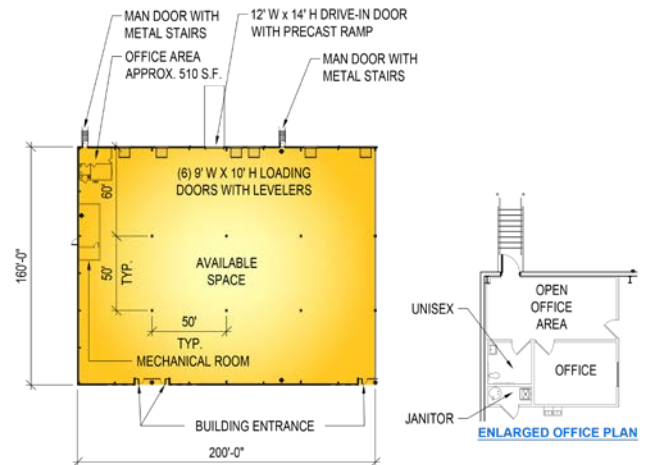 MAN DOOR WITH
METAL STAIRS
12' W x 14' H DRIVE-IN DOOR
WITH PRECAST RAMP
OFFICE AREA
APPROX. 510 S.F.
MAN DOOR WITH
METAL STAIRS
(6) 9' W X 10' H LOADING
DOORS WITH LEVELERS
60'
160'-0"
50'
TYP.
AVAILABLE
SPACE
50'
TYP.
MECHANICAL ROOM
BUILDING ENTRANCE
200'-0"
OPEN
OFFICE
AREA
UNISEX
OFFICE
JANITOR
ENLARGED OFFICE PLAN